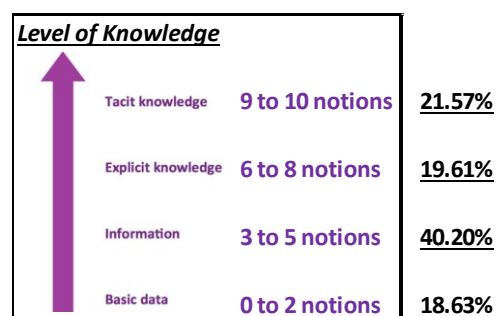 Level of Knowledge
Tacit knowledge 9 to 10 notions 21.57%
Explicit knowledge 6 to 8 notions 19.61%
Information 3 to 5 notions 40.20%
Basic data 0 to 2 notions 18.63%